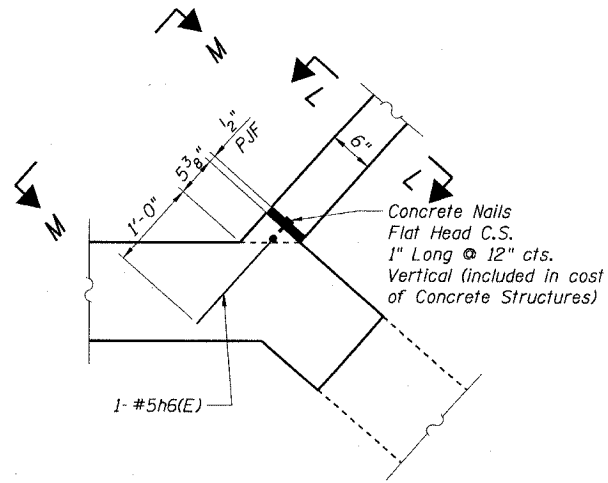 M
L
1/2"
PJF
5 3/8"
1'-0"
6"
L
M
Concrete Nails
Flat Head C.S.
1" Long @ 12" cts.
Vertical (included in cost
of Concrete Structures)
1- #5h6(E)